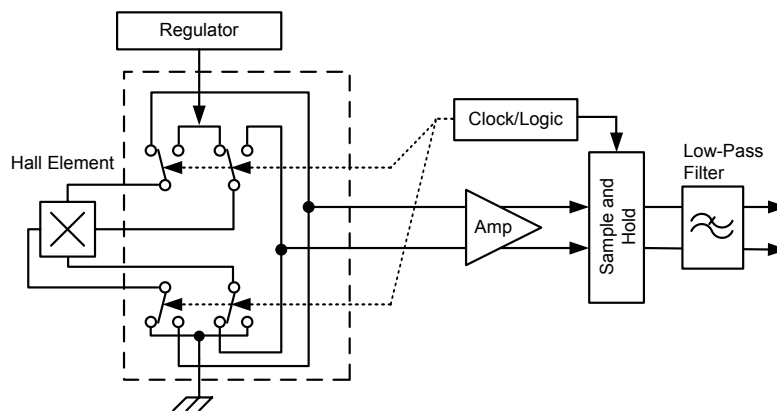 Regulator
Clock/Logic
Hall Element
Low-Pass
Filter
Amp
Sample and
Hold